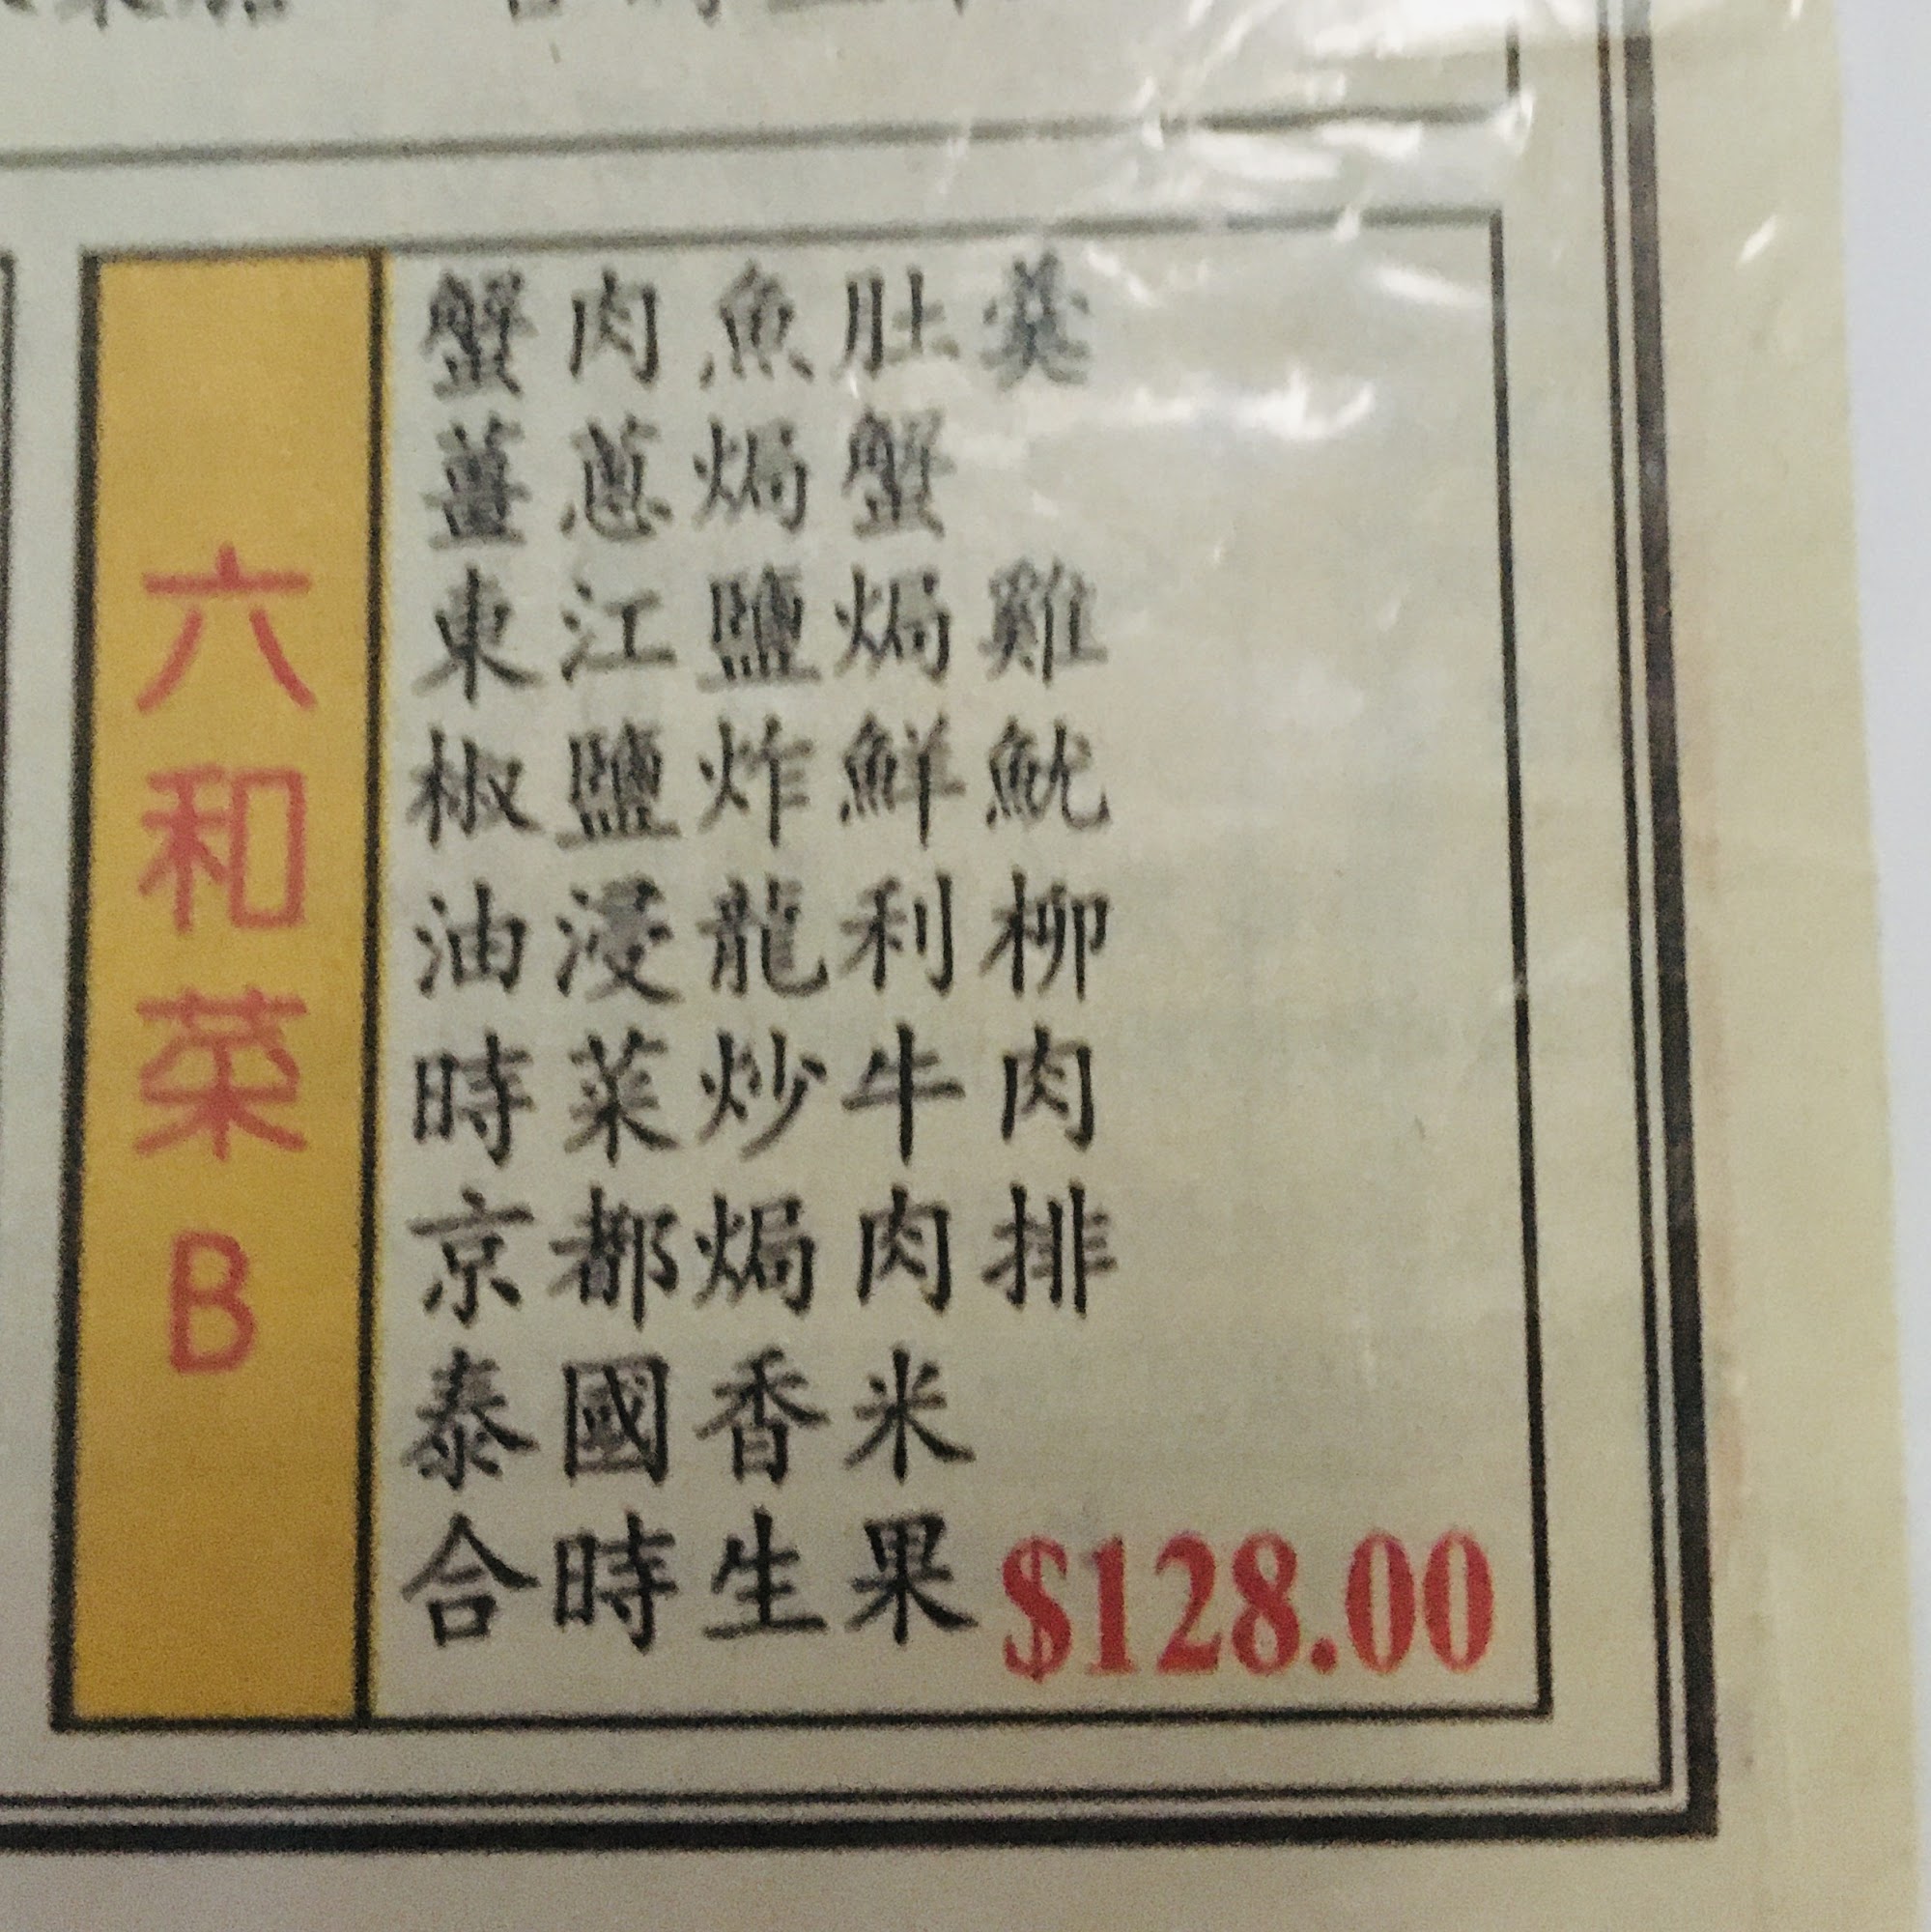 六和菜B
蟹肉魚肚羹
薑蔥焗蟹
東江鹽焗雞
椒鹽炸鮮魷
油浸龍利柳
時菜炒牛肉
京都焗肉排
泰國香米
合時生果 $128.00